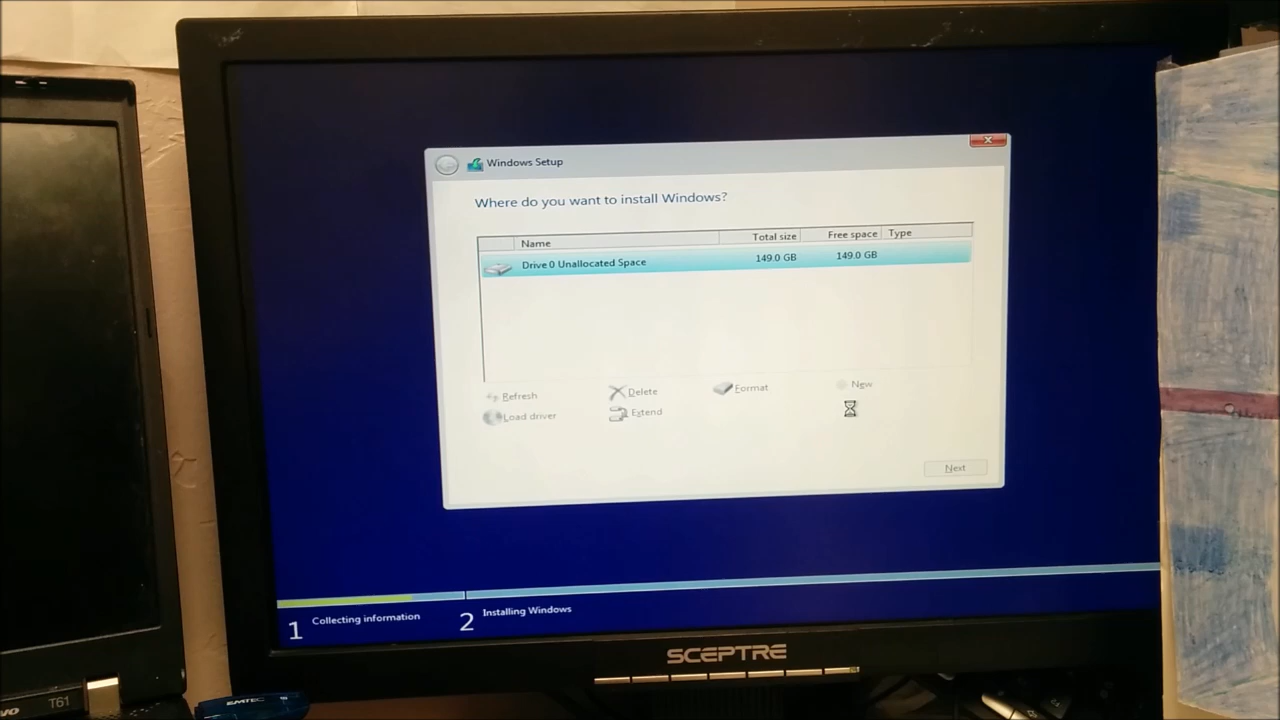 Windows Setup
Where do you want to install Windows?
Name Total size Free space Type
Drive 0 Unallocated Space 149.0 GB 149.0 GB
Refresh Delete Format New
Load driver Extend
Next
1 Collecting information 2 Installing Windows
SCEPTRE
T61
EMTEC